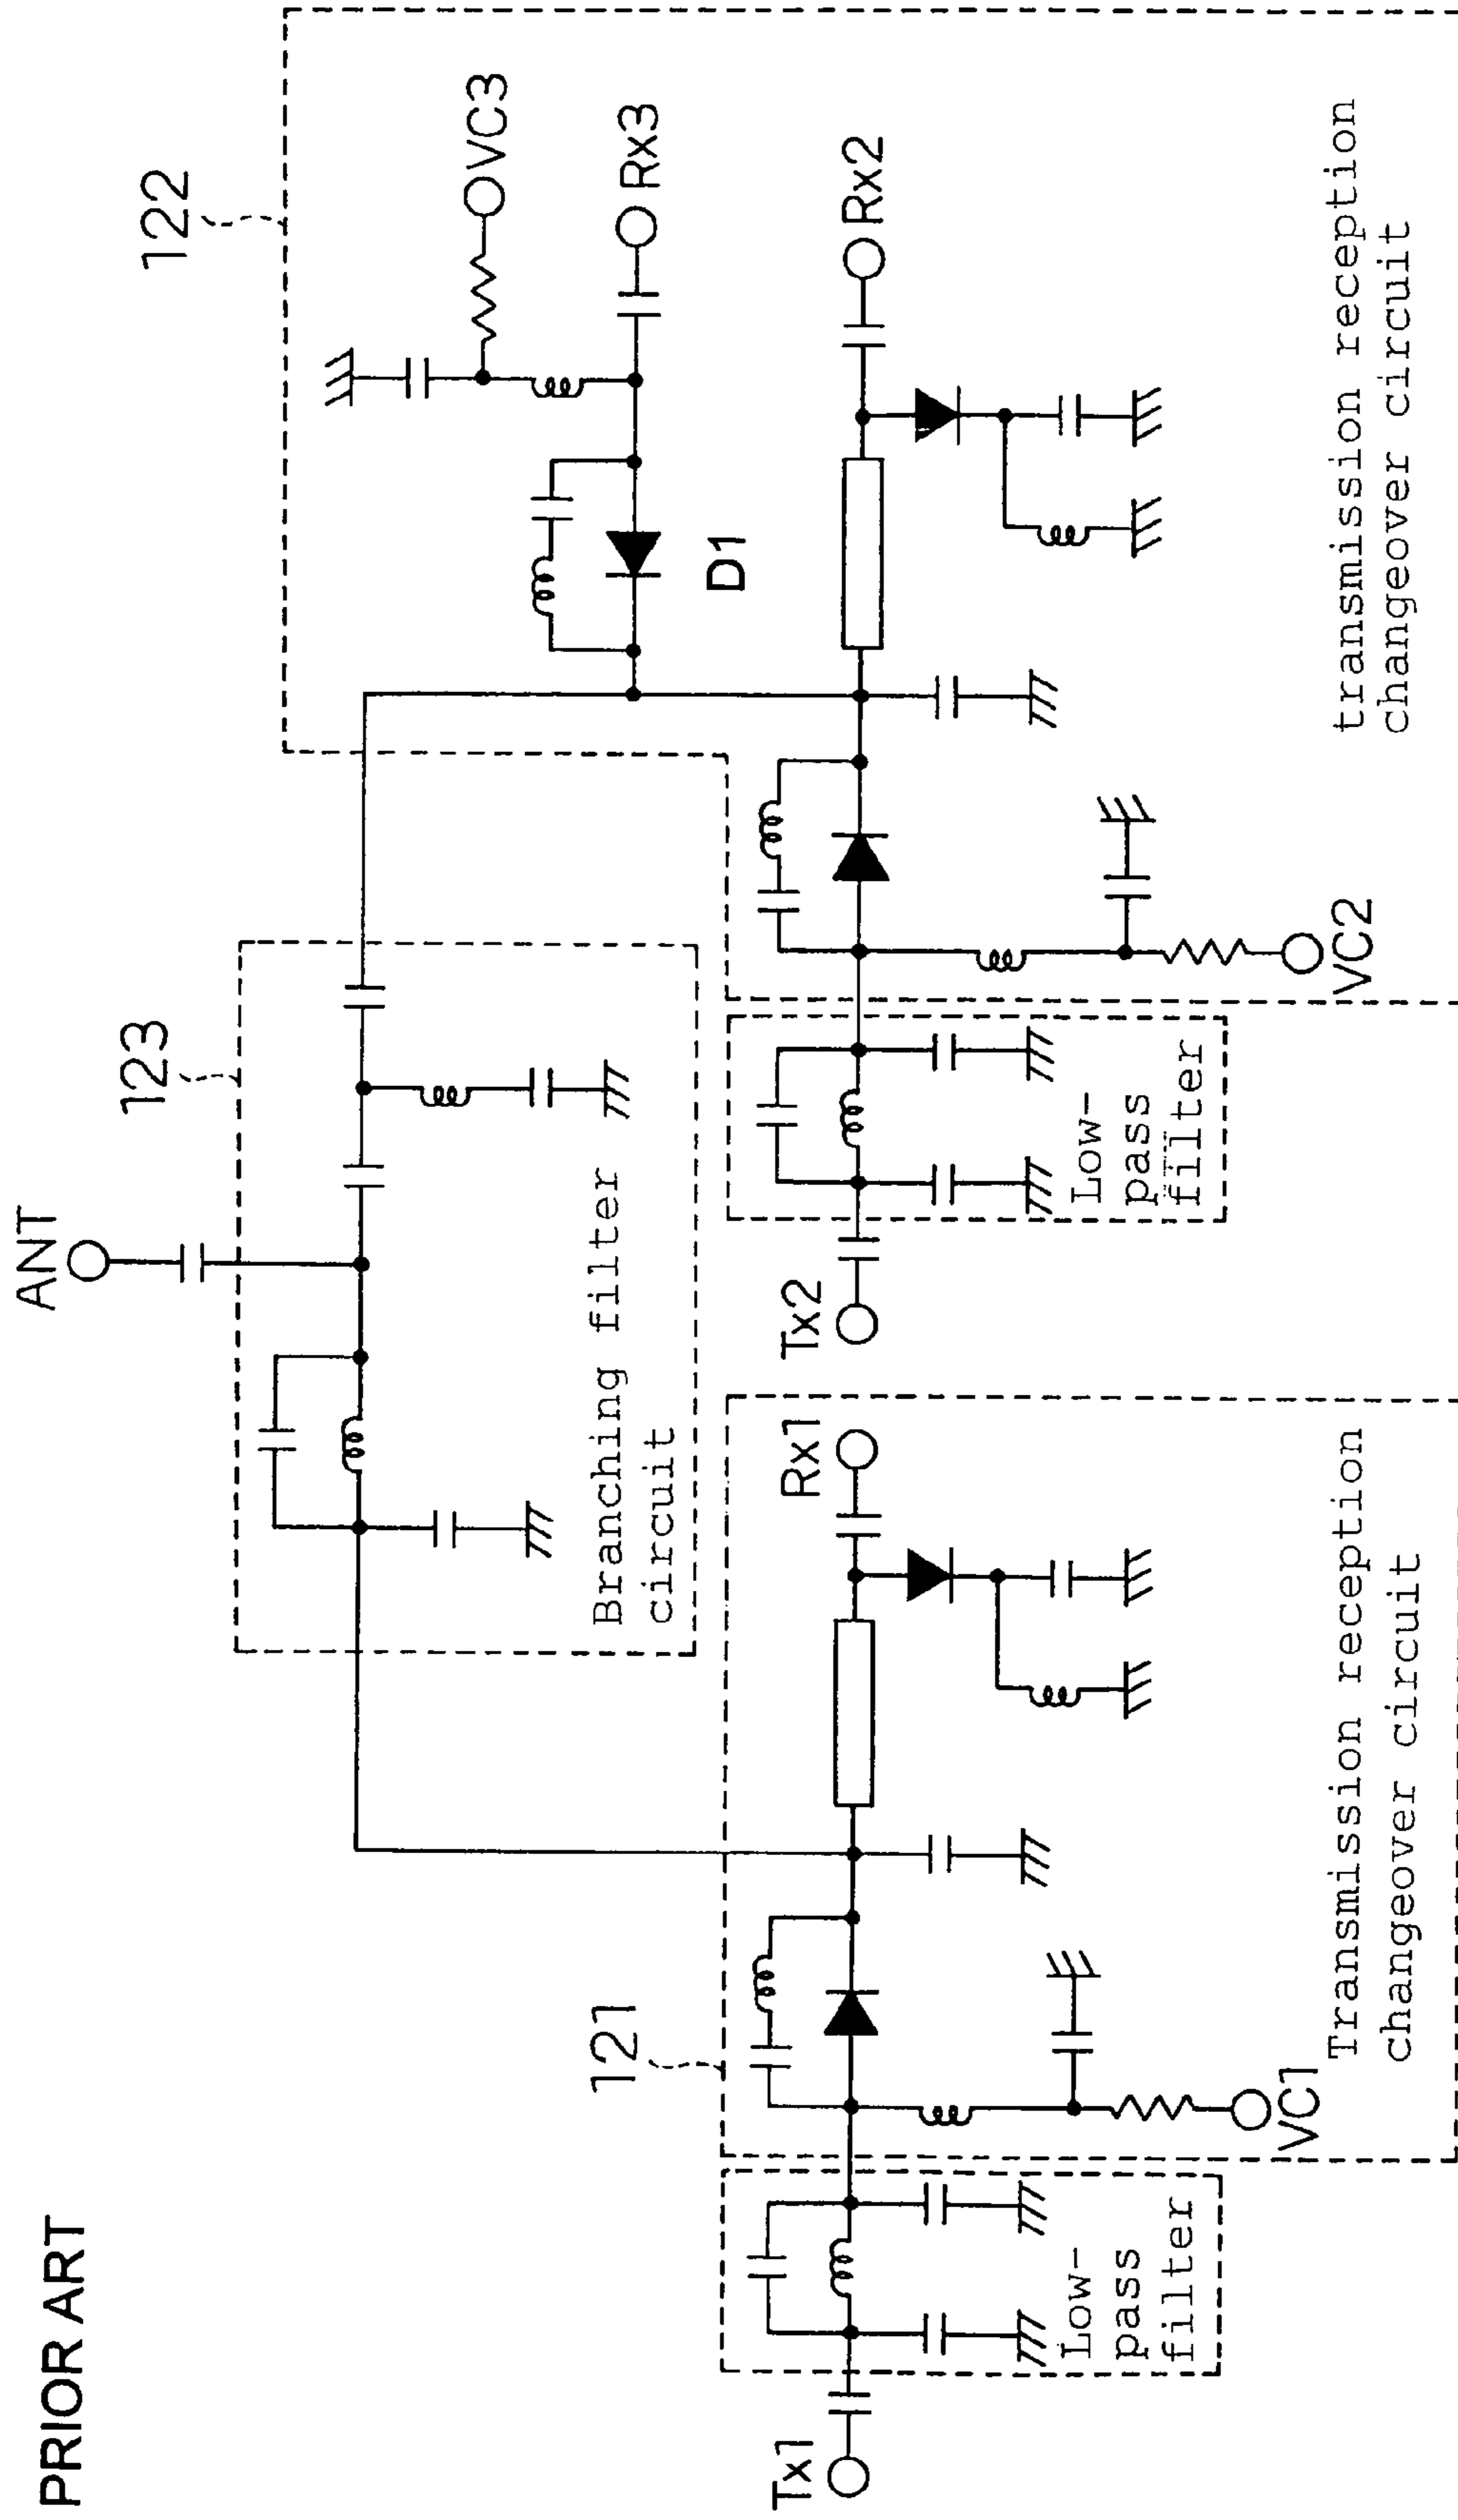 PRIOR ART
ANT
123
122
VC3
Rx3
Branching filter
circuit
D1
121
Tx1
Rx1
Tx2
Rx2
Low-
pass
filter
Low-
pass
filter
VC1
VC2
Transmission reception
changeover circuit
transmission reception
changeover circuit